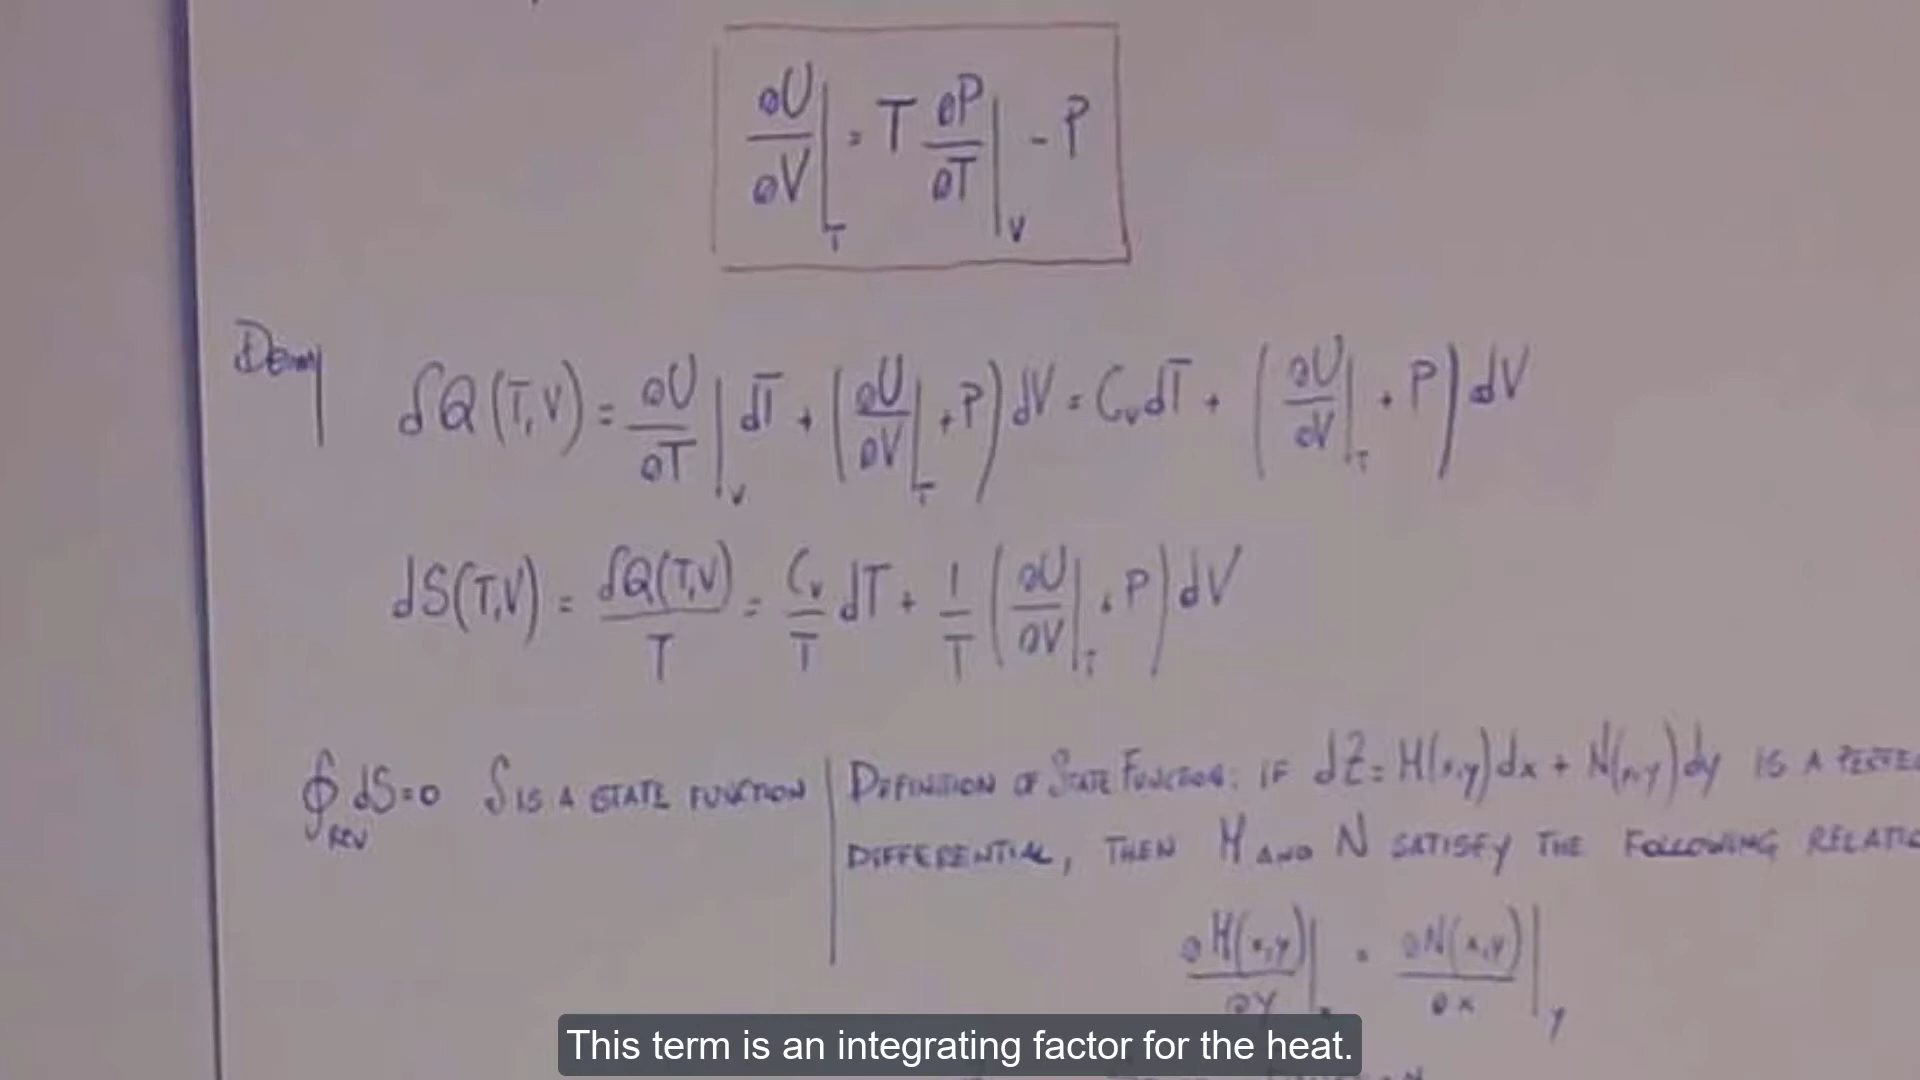 ∂U/∂V|_T = T ∂P/∂T|_V - P
Dem
δQ(T,V) = ∂U/∂T|_V dT + (∂U/∂V|_T + P) dV = C_v dT + (∂U/∂V|_T + P) dV
dS(T,V) = δQ(T,V)/T = C_v/T dT + 1/T (∂U/∂V|_T + P) dV
∮_REV dS=0 S IS A STATE FUNCTION
DEFINITION OF STATE FUNCTION: IF dZ = M(x,y)dx + N(x,y)dy IS A
DIFFERENTIAL, THEN M AND N SATISFY THE FOLLOWING
∂M(x,y)/∂y|_x = ∂N(x,y)/∂x|_y
This term is an integrating factor for the heat.